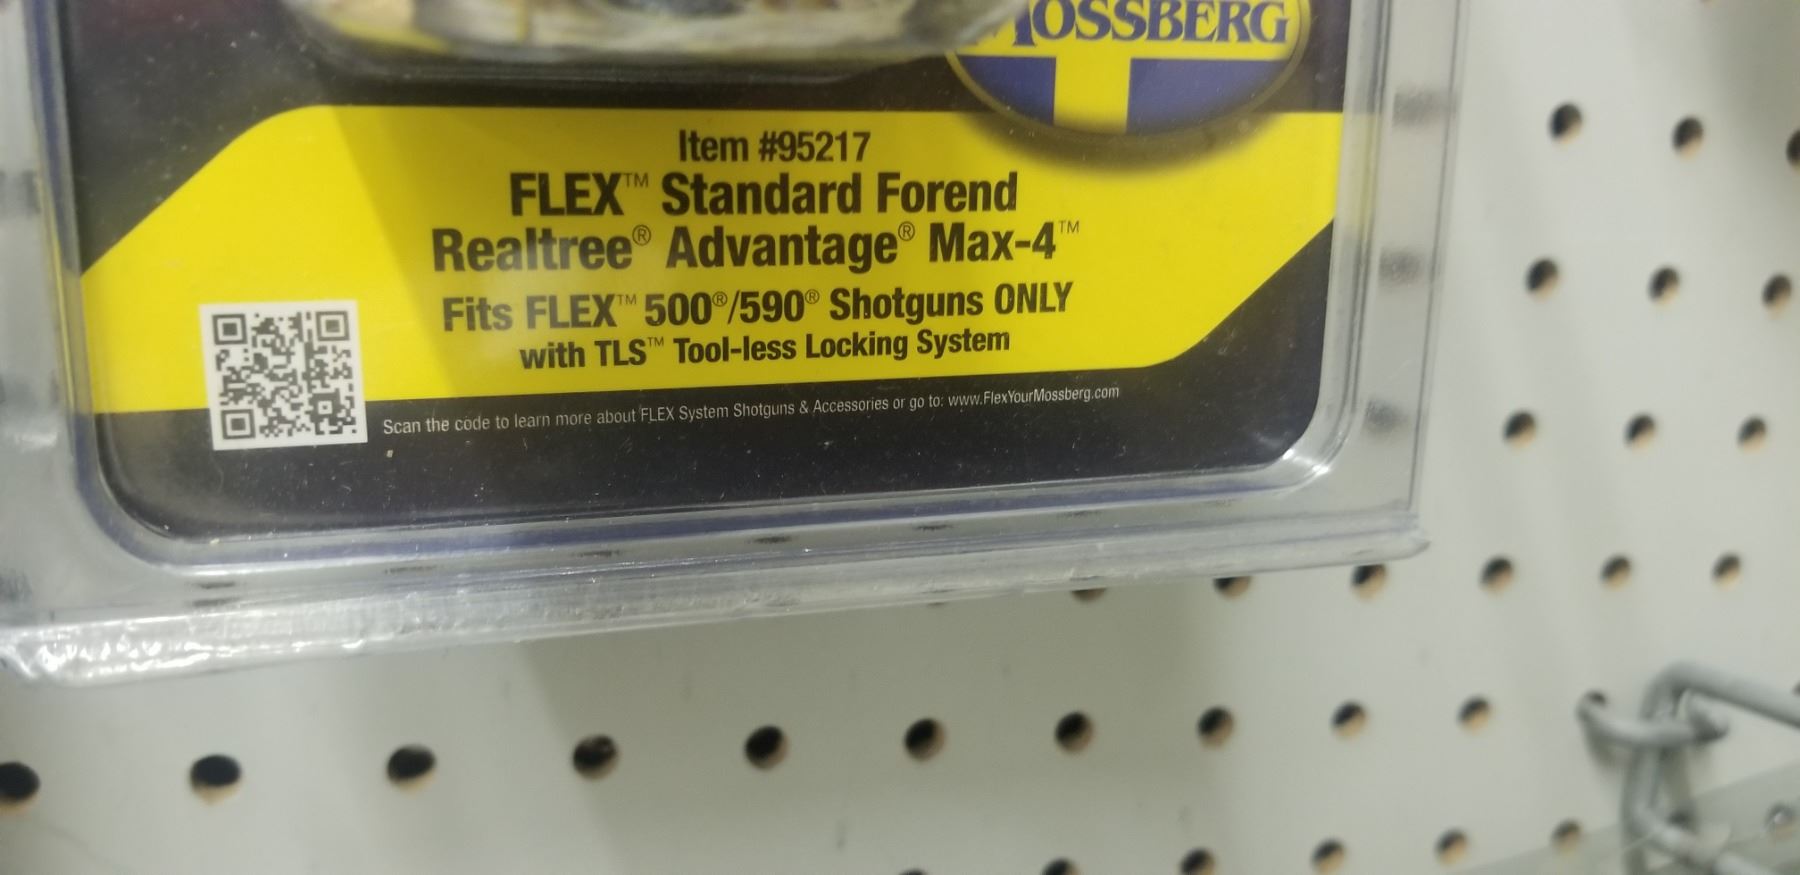 MOSSBERG
Item #95217
FLEX™ Standard Forend
Realtree® Advantage® Max-4™
Fits FLEX™ 500®/590® Shotguns ONLY
with TLS™ Tool-less Locking System
Scan the code to learn more about FLEX System Shotguns & Accessories or go to: www.FlexYourMossberg.com